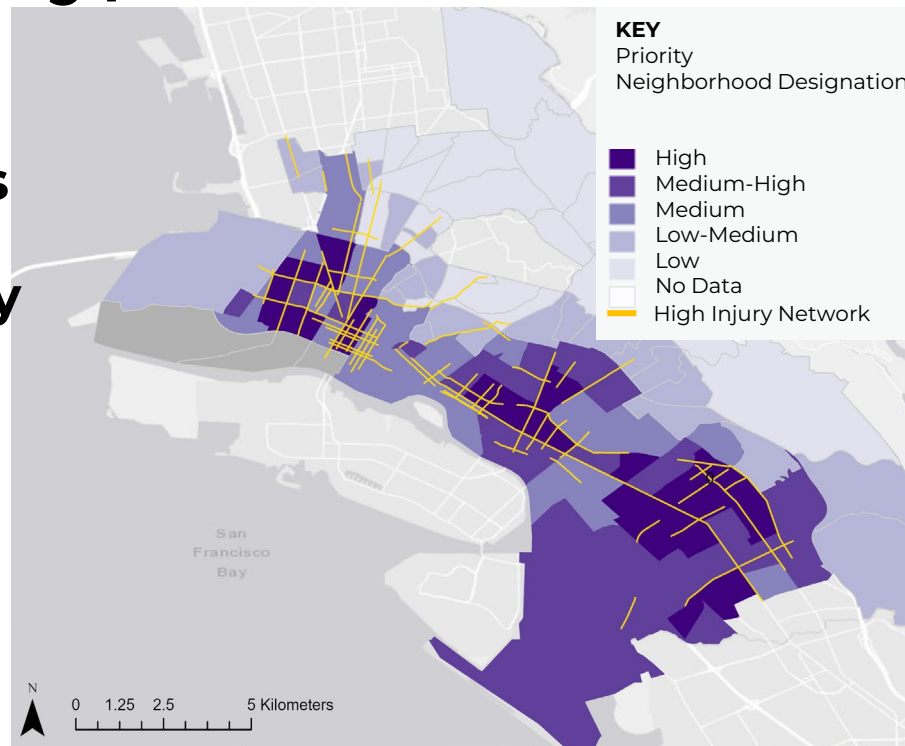 s
y
KEY
Priority
Neighborhood Designation
High
Medium-High
Medium
Low-Medium
Low
No Data
High Injury Network
San
Francisco
Bay
N
0 1.25 2.5 5 Kilometers